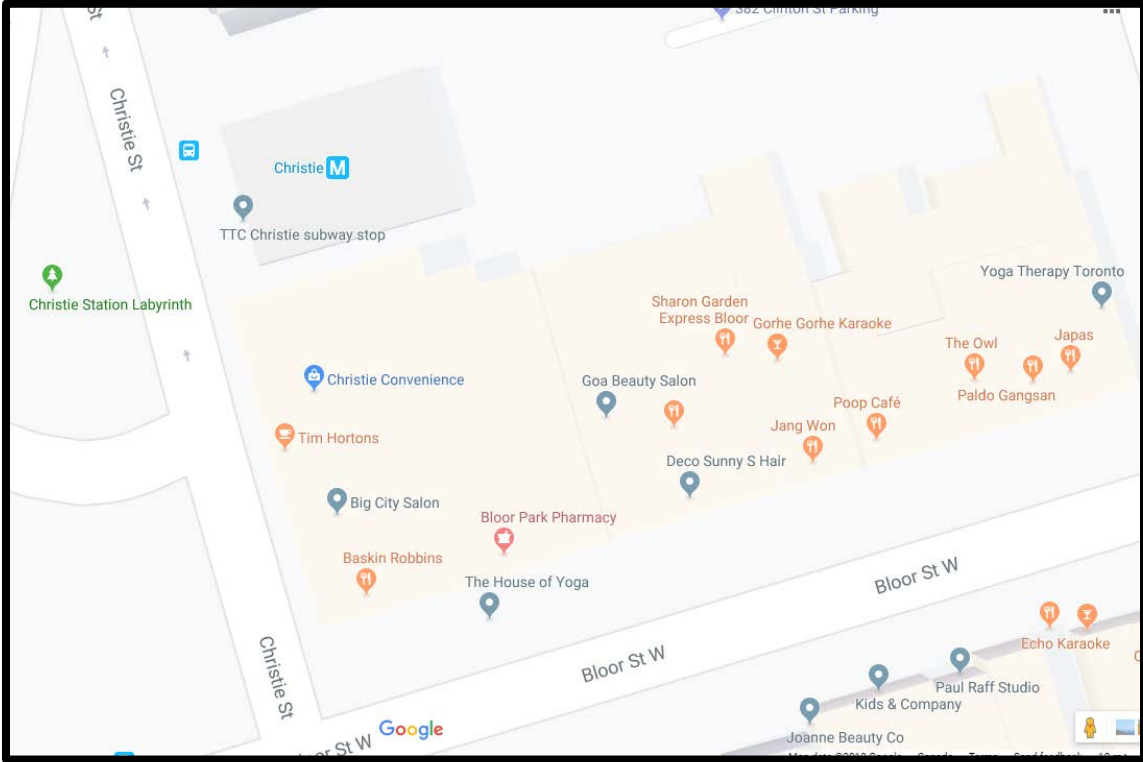 St
382 Clinton St Parking
Christie St
Christie M
TTC Christie subway stop
Christie Station Labyrinth
Yoga Therapy Toronto
Sharon Garden
Express Bloor
Gorhe Gorhe Karaoke
The Owl
Japas
Christie Convenience
Goa Beauty Salon
Paldo Gangsan
Poop Café
Jang Won
Tim Hortons
Deco Sunny S Hair
Big City Salon
Bloor Park Pharmacy
Baskin Robbins
The House of Yoga
Bloor St W
Echo Karaoke
Christie St
Bloor St W
Paul Raff Studio
Kids & Company
Google
Joanne Beauty Co
St W